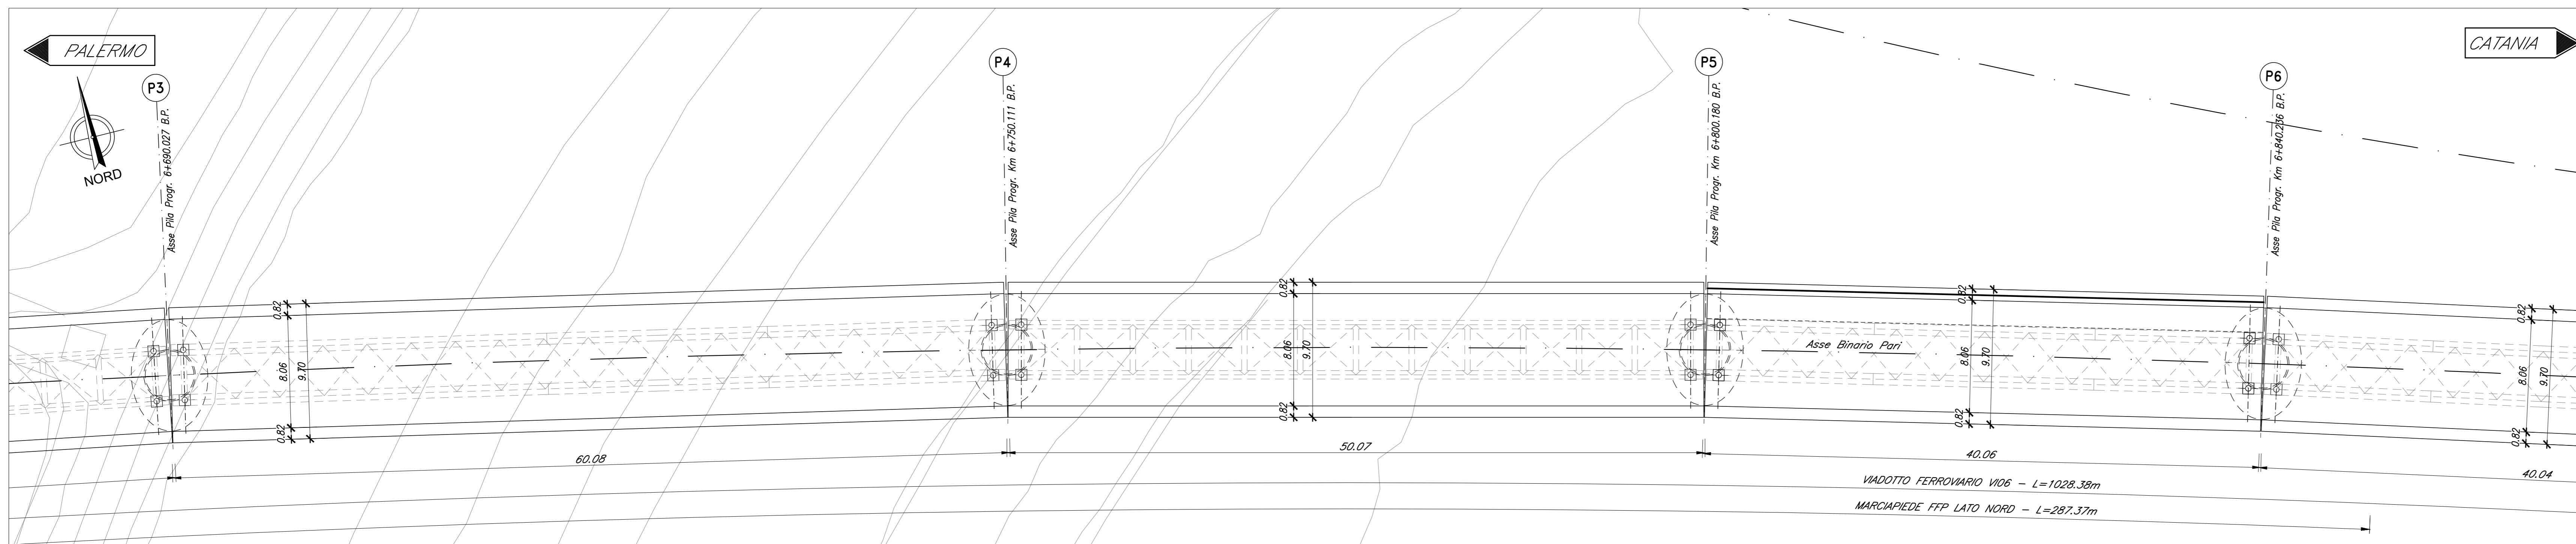 PALERMO
CATANIA
NORD
P3
Asse Pila Progr. 6+690.027 B.P.
P4
Asse Pila Progr. Km 6+750.111 B.P.
P5
Asse Pila Progr. Km 6+800.180 B.P.
P6
Asse Pila Progr. Km 6+840.236 B.P.
0.82
8.06
9.70
0.82
0.82
8.06
9.70
0.82
0.82
8.06
9.70
0.82
Asse Binario Pari
0.82
8.06
9.70
0.82
60.08
50.07
40.06
40.04
VIADOTTO FERROVIARIO VI06 - L=1028.38m
MARCIAPIEDE FFP LATO NORD - L=287.37m